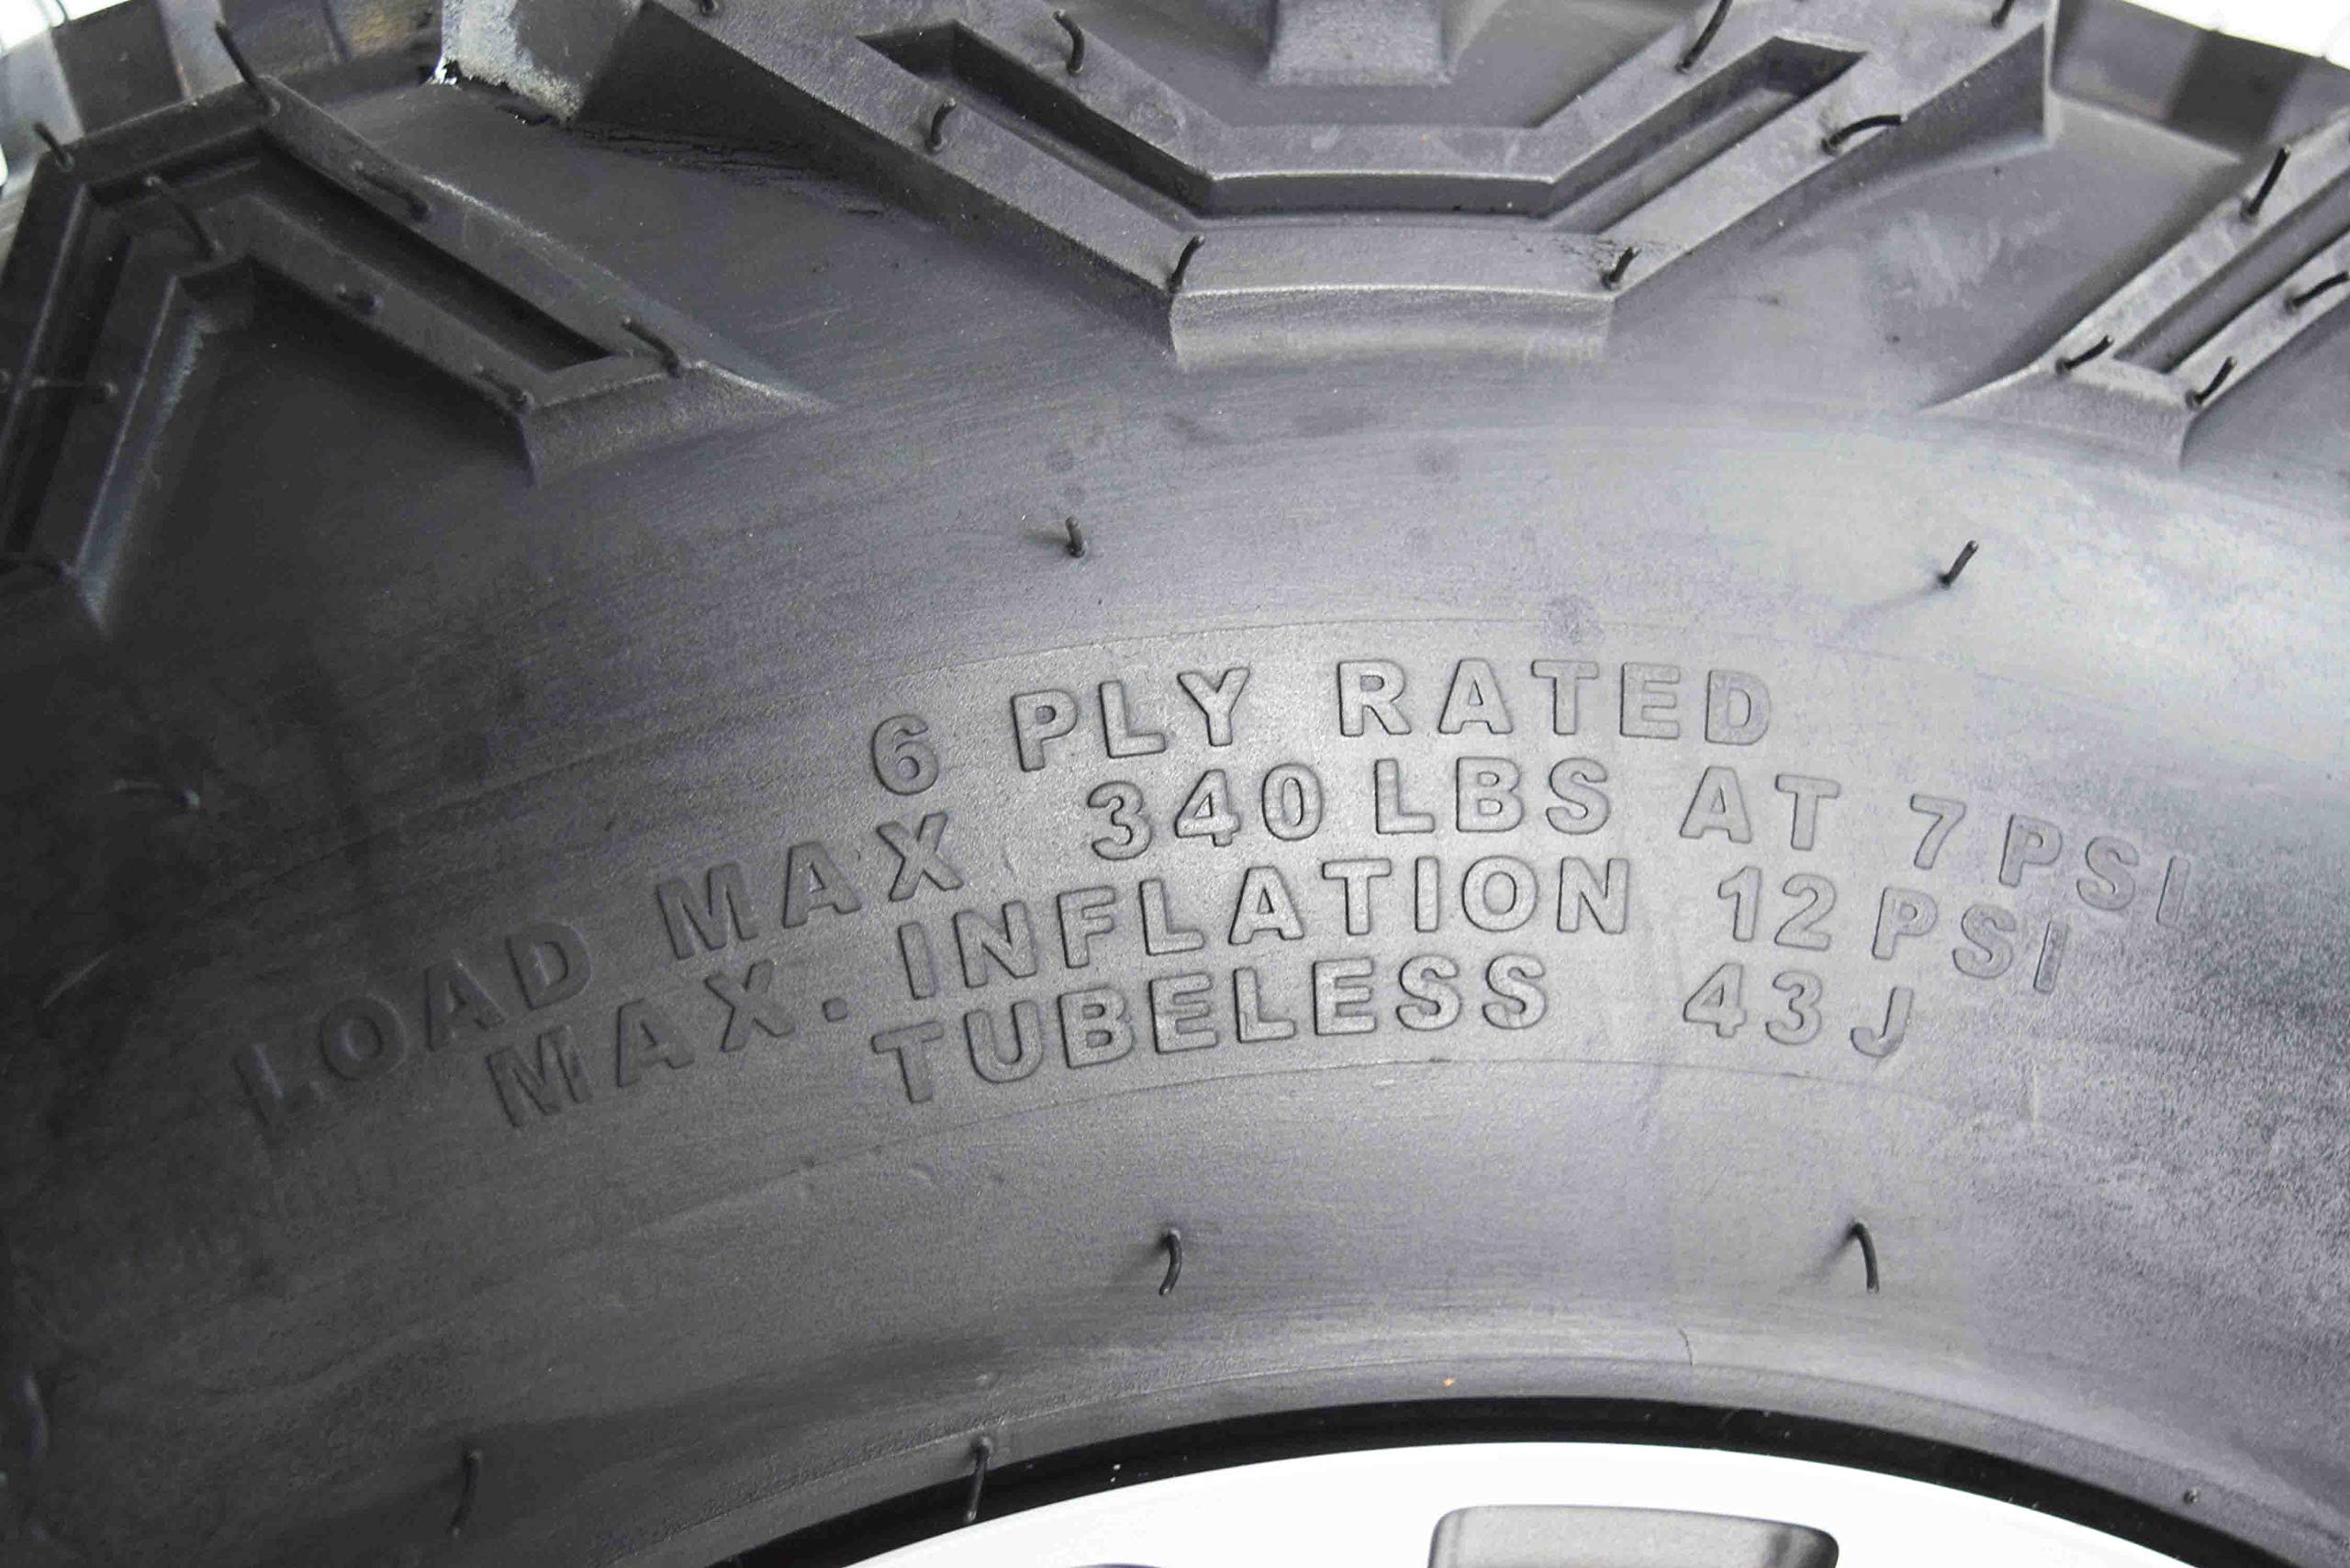 6 PLY RATED
LOAD MAX 340 LBS AT 7 PSI
MAX. INFLATION 12 PSI
TUBELESS 43J